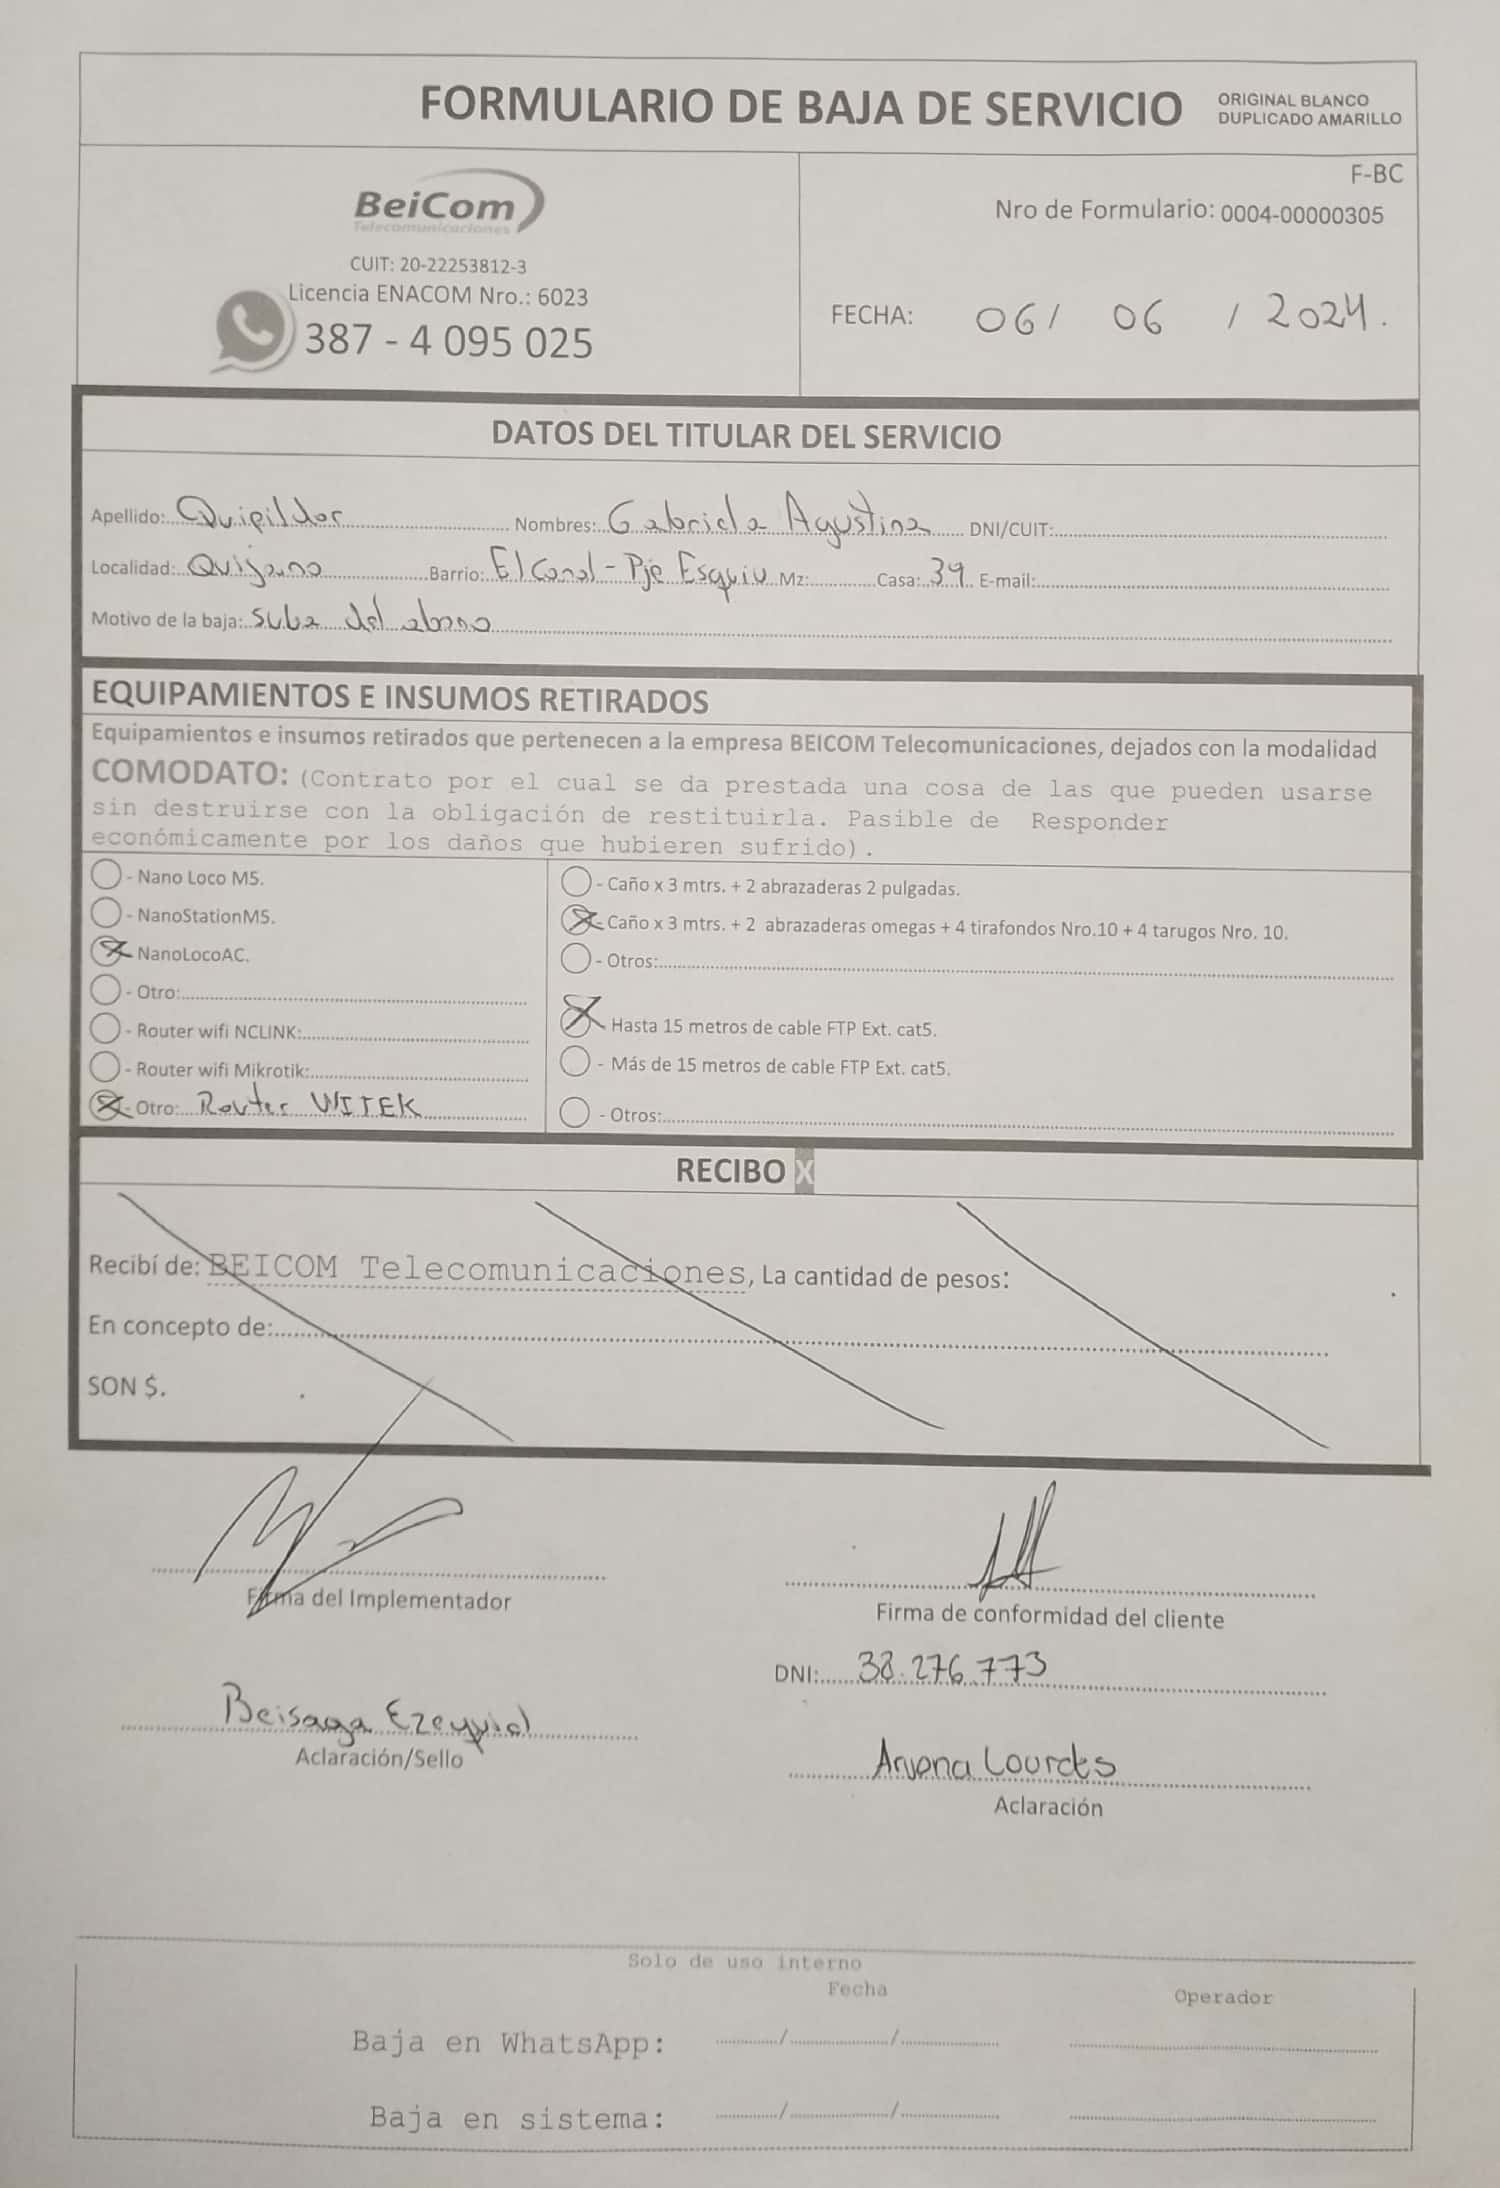 FORMULARIO DE BAJA DE SERVICIO
ORIGINAL BLANCO
DUPLICADO AMARILLO
BeiCom
Telecomunicaciones
CUIT: 20-22253812-3
Licencia ENACOM Nro.: 6023
387 - 4 095 025
F-BC
Nro de Formulario: 0004-00000305
FECHA: 06/ 06 / 2024.
DATOS DEL TITULAR DEL SERVICIO
Apellido: Quipildor Nombres: Gabriela Agustina DNI/CUIT:
Localidad: Quijano Barrio: El Canal - Pje Esquiu Mz: Casa: 39 E-mail:
Motivo de la baja: suba del abono
EQUIPAMIENTOS E INSUMOS RETIRADOS
Equipamientos e insumos retirados que pertenecen a la empresa BEICOM Telecomunicaciones, dejados con la modalidad
COMODATO: (Contrato por el cual se da prestada una cosa de las que pueden usarse
sin destruirse con la obligación de restituirla. Pasible de Responder
económicamente por los daños que hubieren sufrido).
- Nano Loco M5.
- NanoStationM5.
- NanoLocoAC.
- Otro:
- Router wifi NCLINK:
- Router wifi Mikrotik:
- Otro: Router WITEK
- Caño x 3 mtrs. + 2 abrazaderas 2 pulgadas.
- Caño x 3 mtrs. + 2 abrazaderas omegas + 4 tirafondos Nro.10 + 4 tarugos Nro. 10.
- Otros:
Hasta 15 metros de cable FTP Ext. cat5.
- Más de 15 metros de cable FTP Ext. cat5.
- Otros:
RECIBO X
Recibí de: BEICOM Telecomunicaciones, La cantidad de pesos:
En concepto de:
SON $.
Firma del Implementador
Firma de conformidad del cliente
DNI: 38.276.773
Beisaga Ezequiel
Aclaración/Sello
Lourdes
Aclaración
Solo de uso interno
Fecha
Operador
Baja en WhatsApp: / /
Baja en sistema: / /